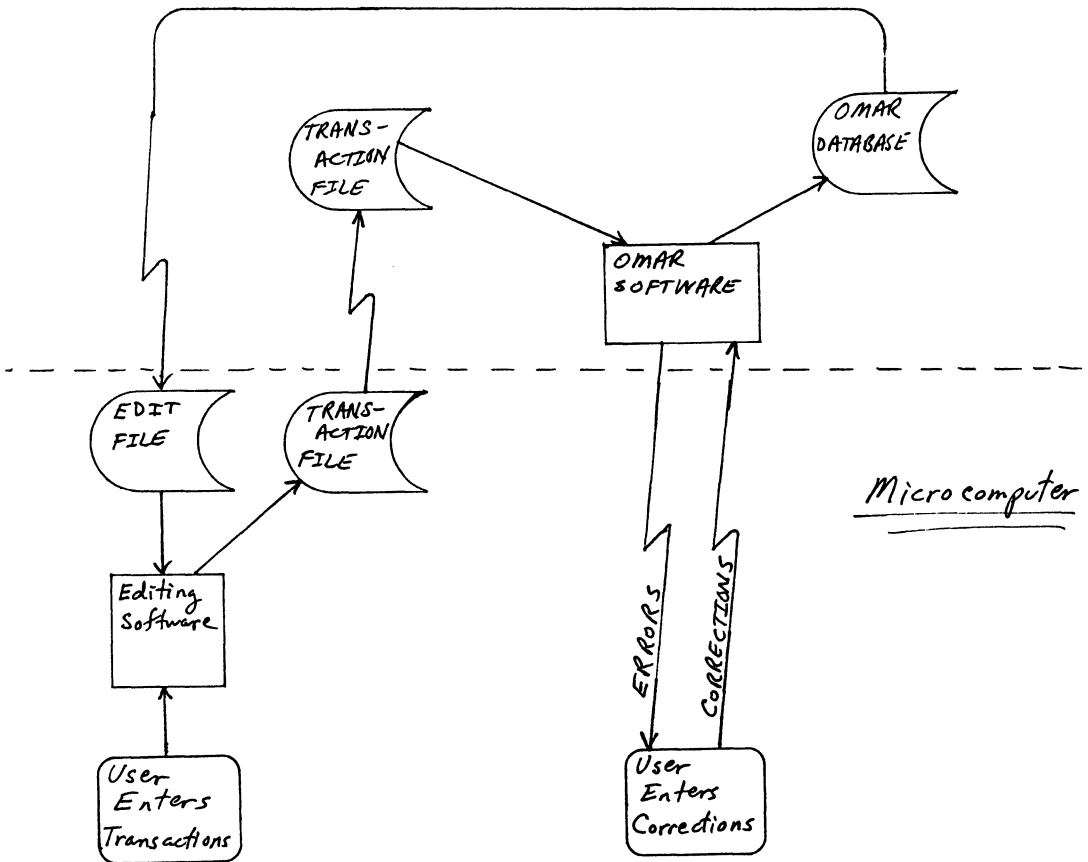 OMAR
DATABASE
TRANS-
ACTION
FILE
OMAR
SOFTWARE
EDIT
FILE
TRANS-
ACTION
FILE
Microcomputer
Editing
Software
ERRORS
CORRECTIONS
User
Enters
Transactions
User
Enters
Corrections